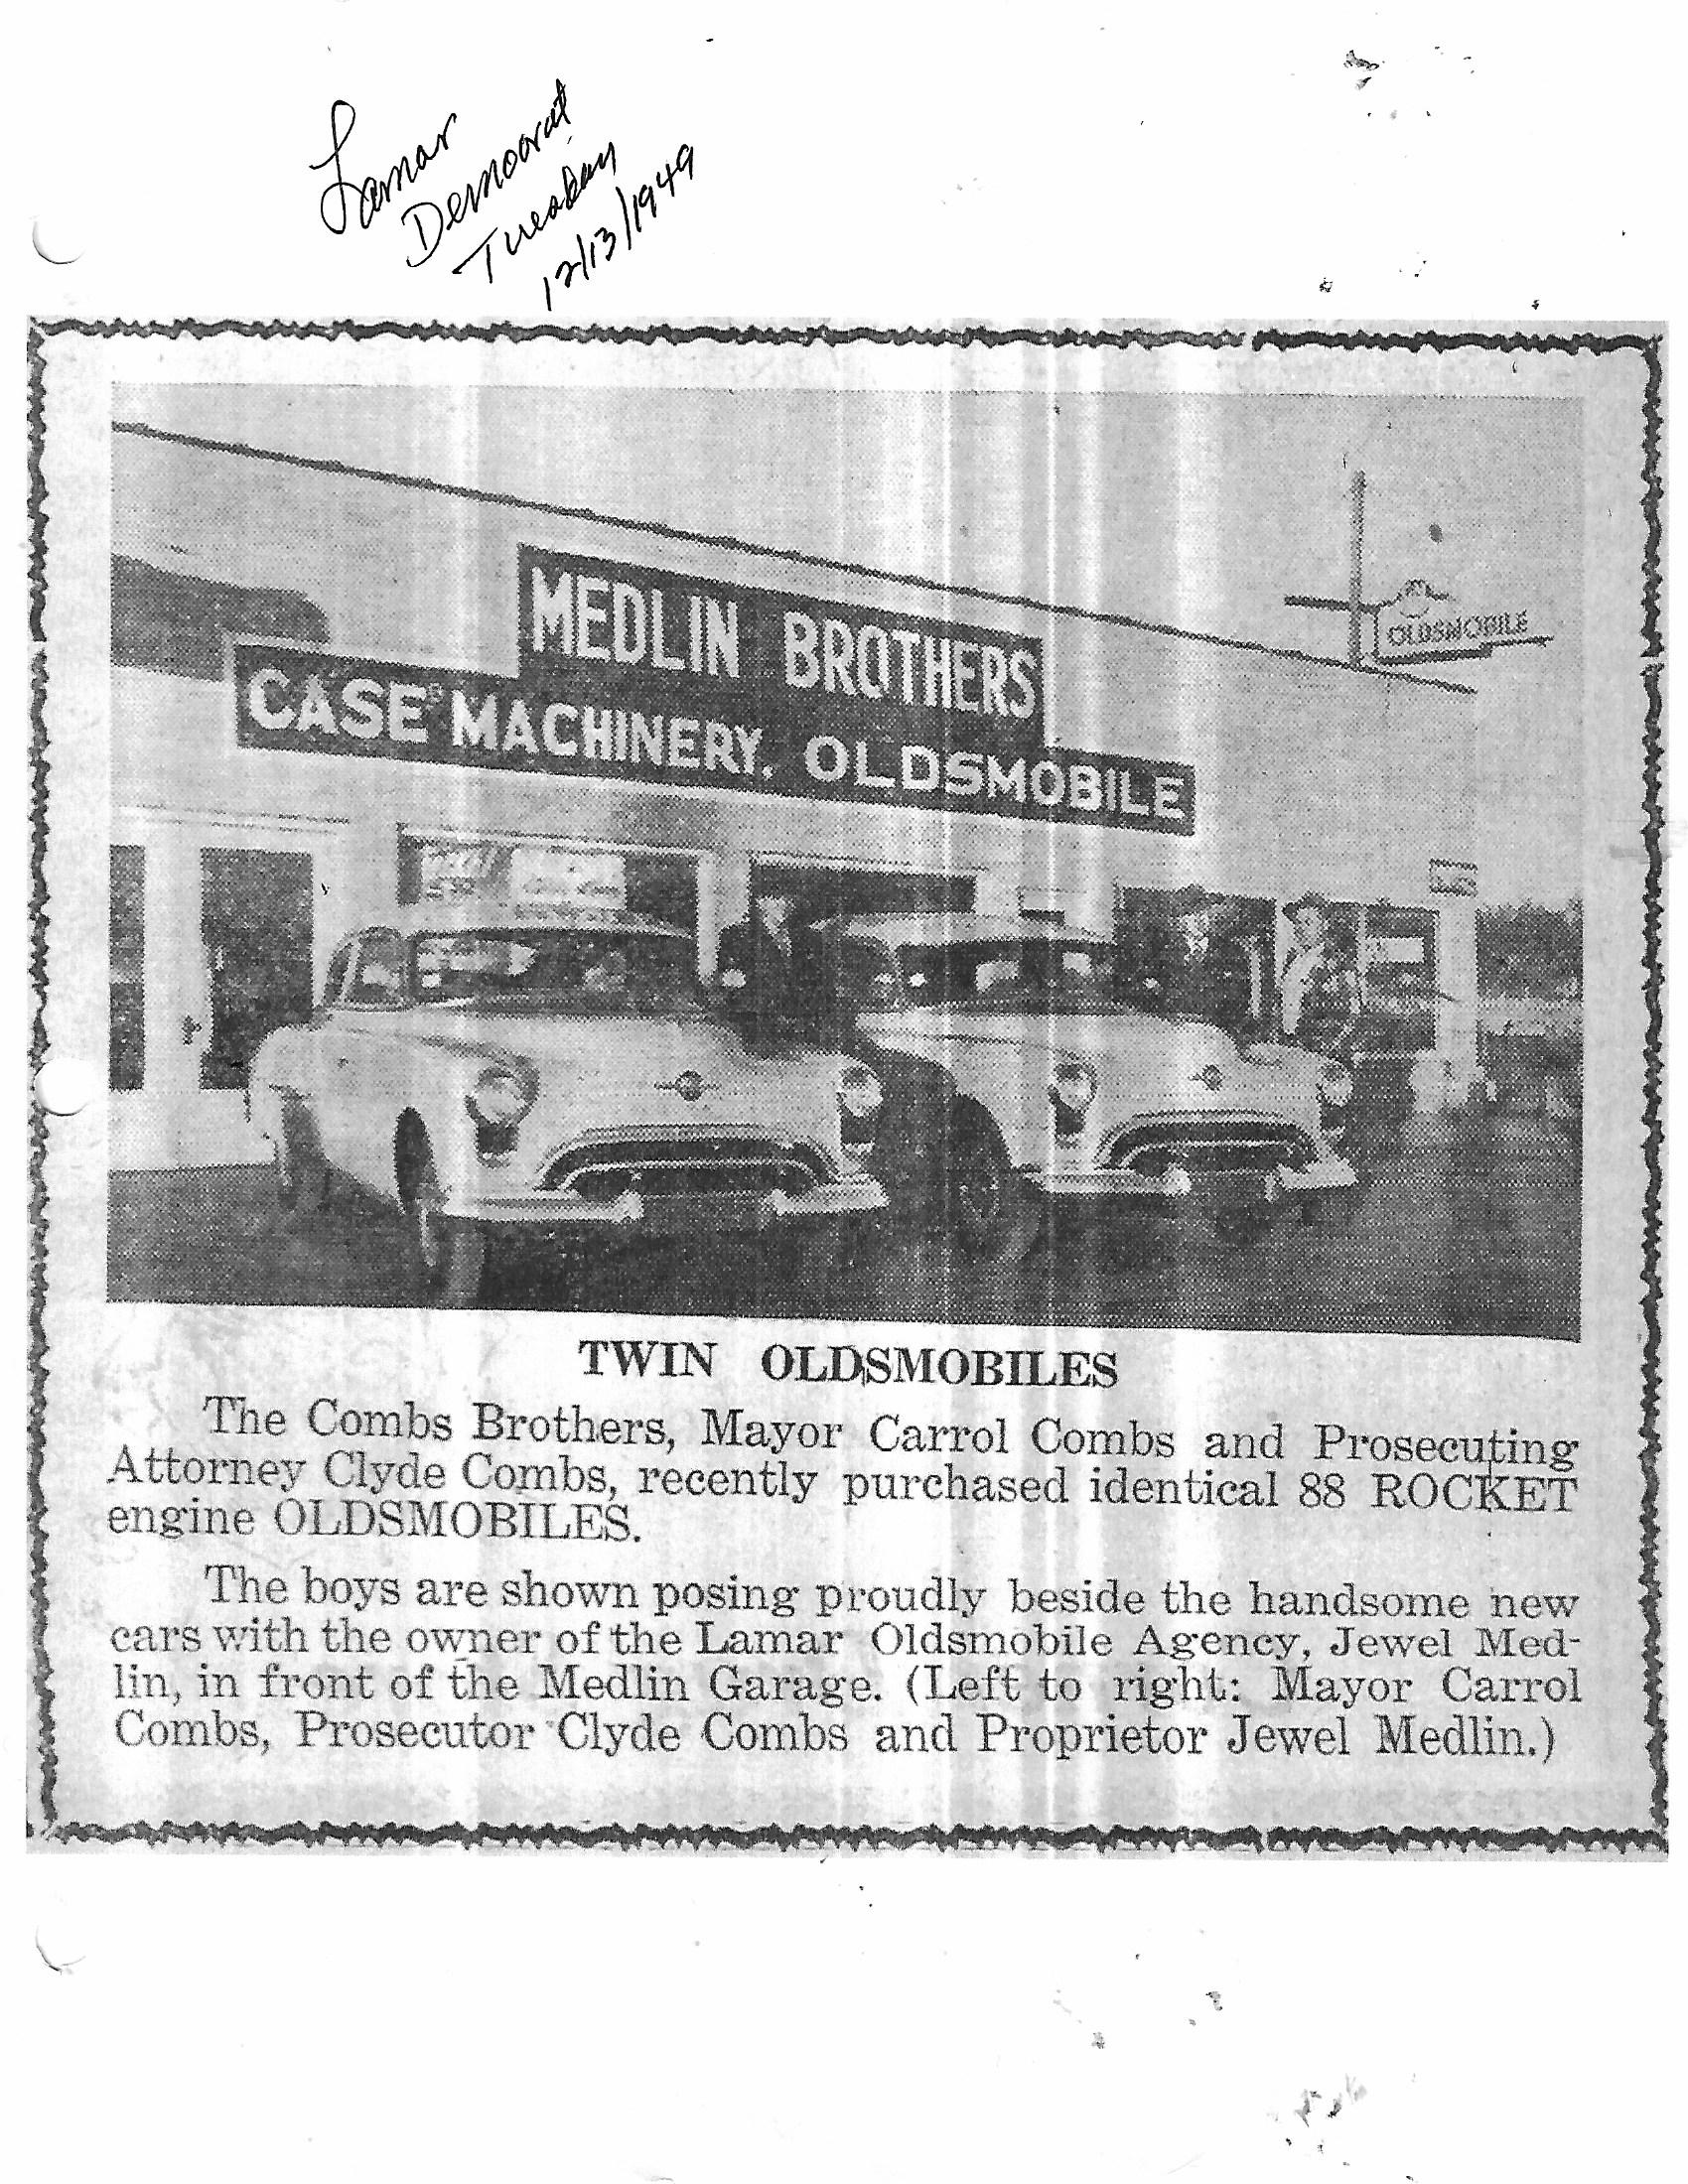 Lamar
Democrat
Tuesday
12/13/1949
OLDSMOBILE
MEDLIN BROTHERS
CASE MACHINERY. OLDSMOBILE
TWIN OLDSMOBILES
The Combs Brothers, Mayor Carrol Combs and Prosecuting
Attorney Clyde Combs, recently purchased identical 88 ROCKET
engine OLDSMOBILES.
The boys are shown posing proudly beside the handsome new
cars with the owner of the Lamar Oldsmobile Agency, Jewel Med-
lin, in front of the Medlin Garage. (Left to right: Mayor Carrol
Combs, Prosecutor Clyde Combs and Proprietor Jewel Medlin.)